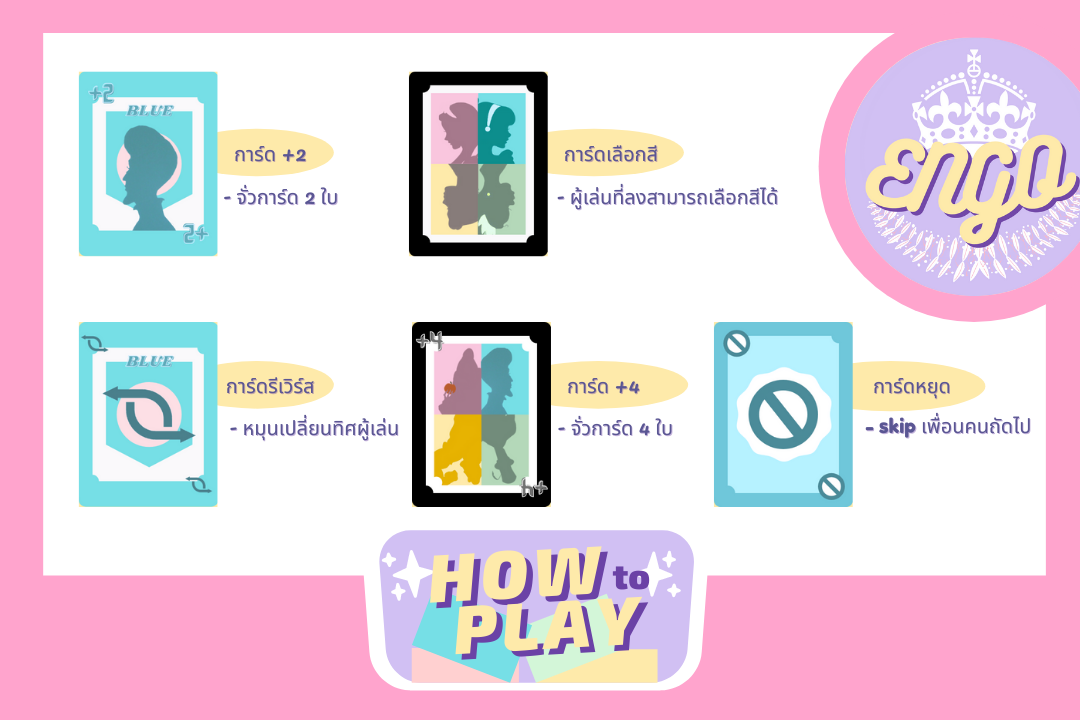 +2
BLUE
+2
การ์ด +2
- จั่วการ์ด 2 ใบ
การ์ดเลือกสี
- ผู้เล่นที่ลงสามารถเลือกสีได้
ENGO
BLUE
การ์ดรีเวิร์ส
- หมุนเปลี่ยนทิศผู้เล่น
+4
+4
การ์ด +4
- จั่วการ์ด 4 ใบ
การ์ดหยุด
- skip เพื่อนคนถัดไป
HOW to
PLAY